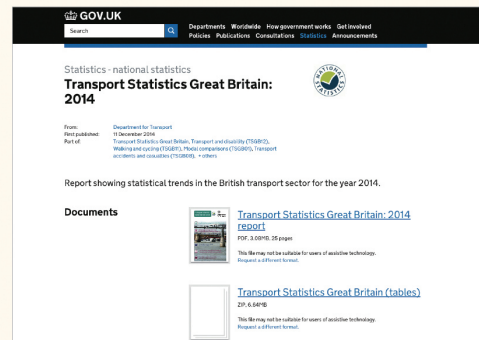 GOV.UK
Search
Departments Worldwide How government works Get involved
Policies Publications Consultations Statistics Announcements
Statistics - national statistics
Transport Statistics Great Britain:
2014
NATIONAL STATISTICS
From: Department for Transport
First published: 11 December 2014
Part of: Transport Statistics Great Britain, Transport and disability (TSGB12),
Walking and cycling (TSGB11), Modal comparisons (TSGB01), Transport
accidents and casualties (TSGB08), + others
Report showing statistical trends in the British transport sector for the year 2014.
Documents
Transport Statistics Great Britain: 2014
report
PDF, 3.08MB, 25 pages
This file may not be suitable for users of assistive technology.
Request a different format.
Transport Statistics Great Britain (tables)
ZIP, 6.64MB
This file may not be suitable for users of assistive technology.
Request a different format.